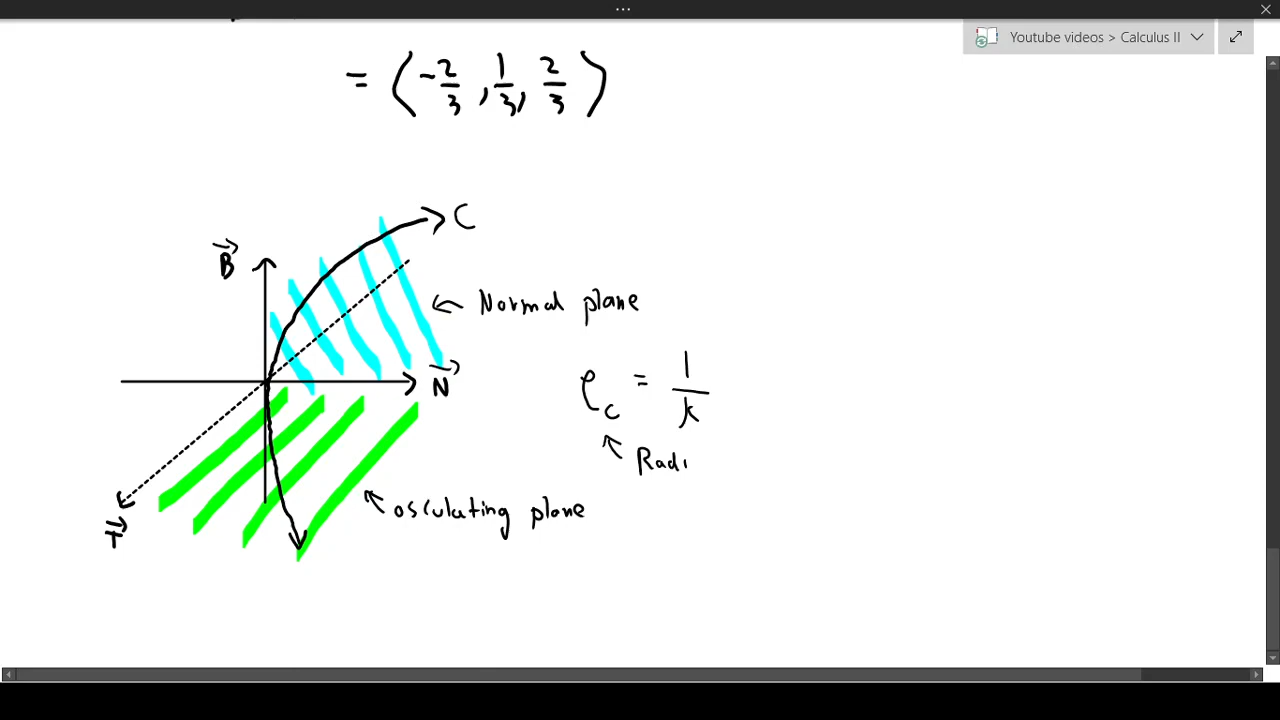 Youtube videos > Calculus II
= ⟨-2/3, 1/3, 2/3⟩
C
B
Normal plane
N
ρc = 1/k
Radi
osculating plane
T